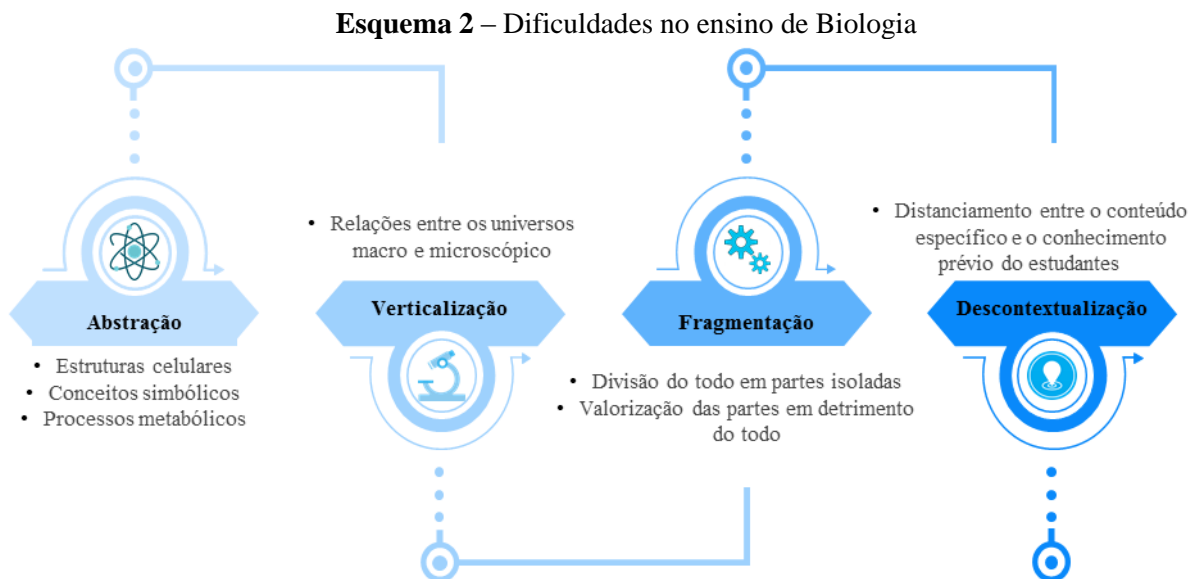 Esquema 2 – Dificuldades no ensino de Biologia
Abstração
• Estruturas celulares
• Conceitos simbólicos
• Processos metabólicos
• Relações entre os universos
macro e microscópico
Verticalização
Fragmentação
• Divisão do todo em partes isoladas
• Valorização das partes em detrimento
do todo
• Distanciamento entre o conteúdo
específico e o conhecimento
prévio do estudantes
Descontextualização